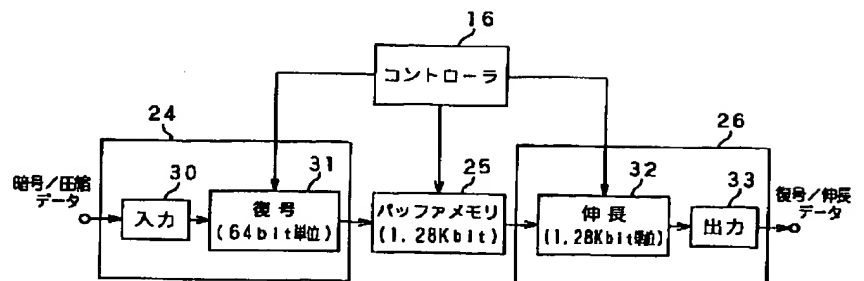 16
コントローラ
24
26
暗号/圧縮
データ
30
入力
31
復号
(64bit単位)
25
バッファメモリ
(1.28Kbit)
32
伸長
(1.28Kbit単位)
33
出力
復号/伸長
データ